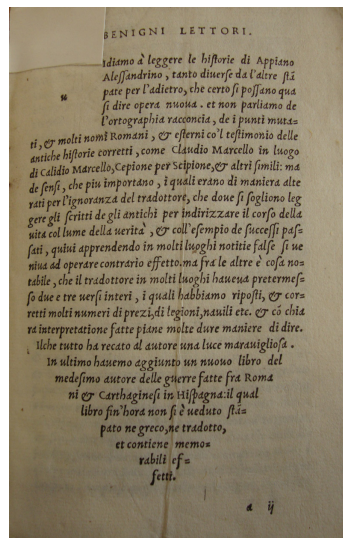 BENIGNI LETTORI.
diamo à leggere le hiſtorie di Appiano
Aleſſandrino, tanto diuerſe da l'altre ſtā
pate per l'adietro, che certo ſi poſſano qua
ſi dire opera nuoua. et non parliamo de
l'ortographia racconcia, de i punti muta=
ti, & molti nomi Romani, & eſterni co'l teſtimonio delle
antiche hiſtorie corretti, come Claudio Marcello in luogo
di Calidio Marcello, Cepione per Scipione, & altri ſimili: ma
de ſenſi, che piu importano, i quali erano di maniera alte
rati per l'ignoranza del tradottore, che doue ſi ſogliono leg
gere gli ſcritti de gli antichi per indirizzare il corſo della
uita col lume della uerità, & coll'eſempio de ſucceſſi paſ=
ſati, quiui apprendendo in molti luoghi notitie falſe ſi ue
niua ad operare contrario effetto. ma fra le altre è coſa no=
tabile, che il tradottore in molti luoghi haueua pretermeſ=
ſo due e tre uerſi interi, i quali habbiamo ripoſti, & cor=
retti molti numeri di prezi, di legioni, nauili etc. & cō chia
ra interpretatione fatte piane molte dure maniere di dire.
Ilche tutto ha recato al autore una luce marauiglioſa.
In ultimo hauemo aggiunto un nuouo libro del
medeſimo autore delle guerre fatte fra Roma
ni & Carthagineſi in Hiſpagna: il qual
libro fin'hora non ſi è ueduto ſtā=
pato ne greco, ne tradotto,
et contiene memo=
rabili ef=
fetti.
a ij